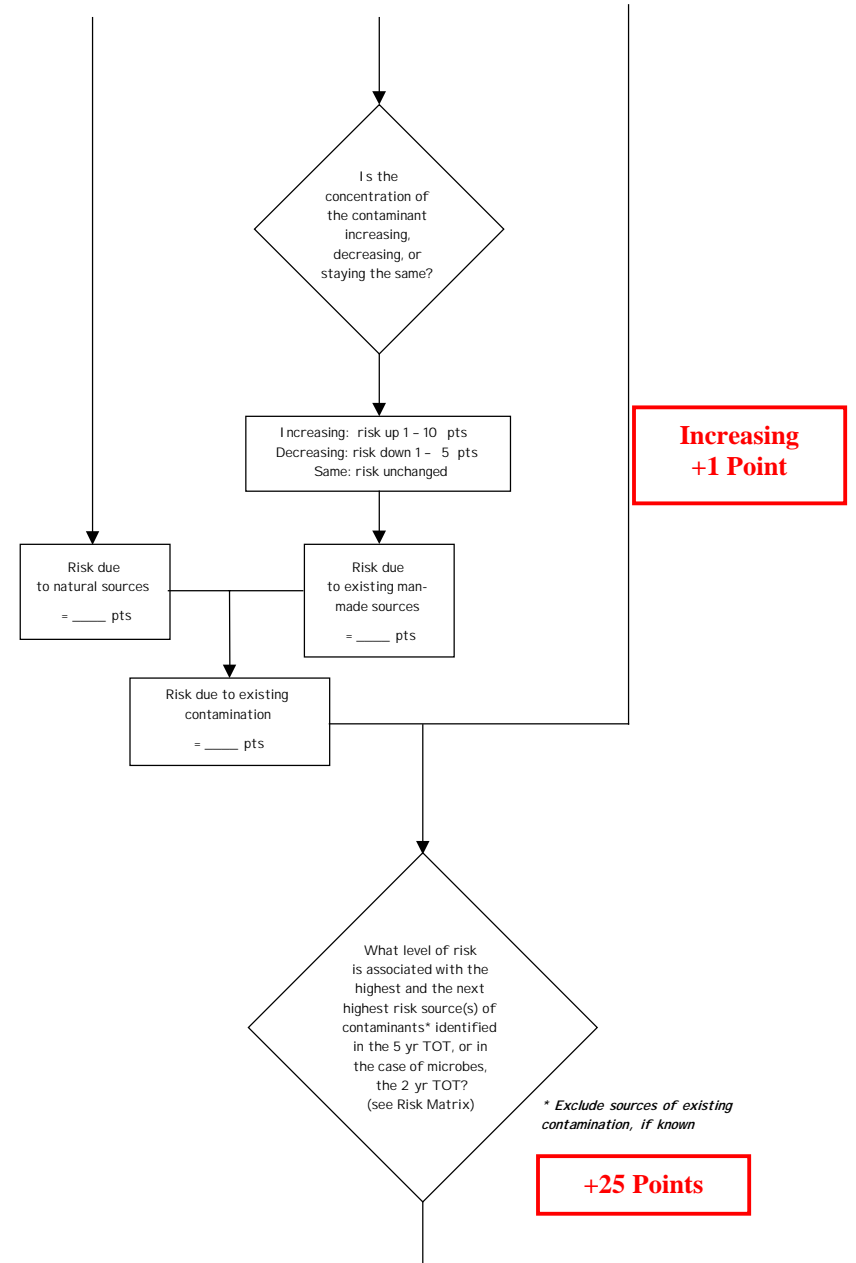 Is the
concentration of
the contaminant
increasing,
decreasing, or
staying the same?
Increasing: risk up 1 – 10 pts
Decreasing: risk down 1 – 5 pts
Same: risk unchanged
Increasing
+1 Point
Risk due
to natural sources
= _____ pts
Risk due
to existing man-
made sources
= _____ pts
Risk due to existing
contamination
= _____ pts
What level of risk
is associated with the
highest and the next
highest risk source(s) of
contaminants* identified
in the 5 yr TOT, or in
the case of microbes,
the 2 yr TOT?
(see Risk Matrix)
* Exclude sources of existing
contamination, if known
+25 Points